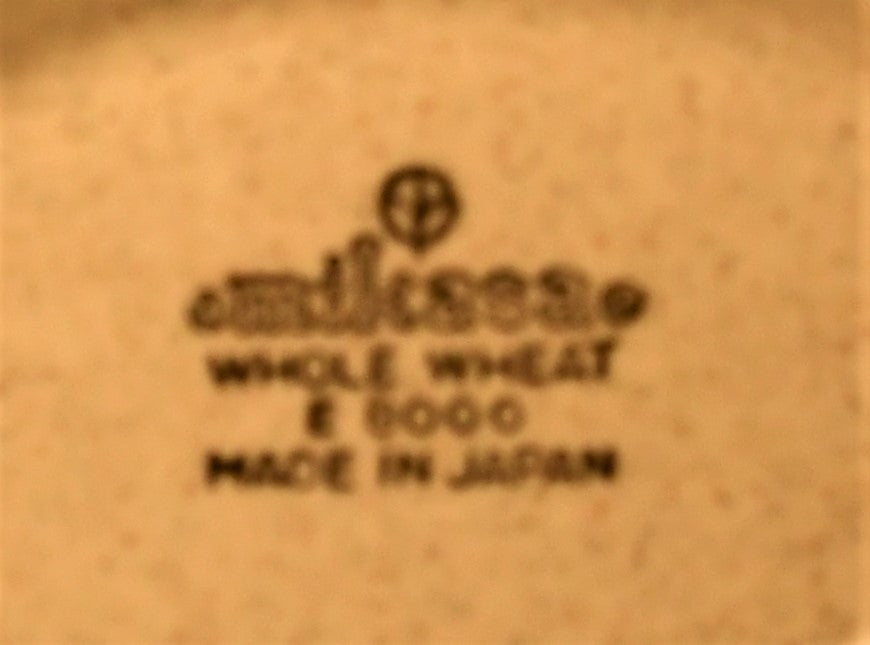 mikasa
WHOLE WHEAT
E 8000
MADE IN JAPAN